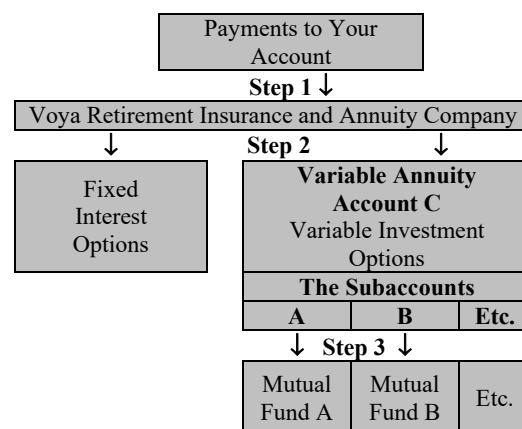 Payments to Your
Account
Step 1 ↓
Voya Retirement Insurance and Annuity Company
↓ Step 2 ↓
Fixed
Interest
Options
Variable Annuity
Account C
Variable Investment
Options
The Subaccounts
A B Etc.
↓ Step 3 ↓
Mutual
Fund A
Mutual
Fund B
Etc.